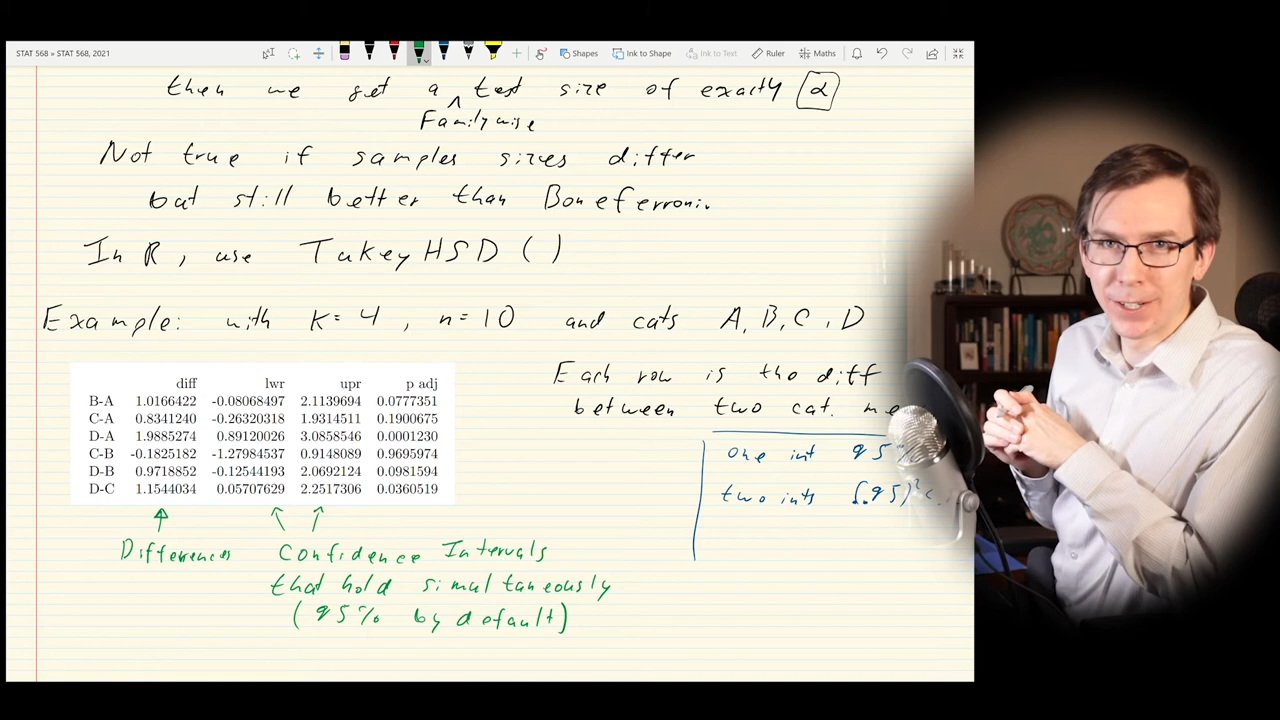 STAT 568 » STAT 568, 2021
Shapes
Ink to Shape
Ink to Text
Ruler
Maths
then we get a test size of exactly α
^
Familywise
Not true if samples sizes differ
but still better than Boneferroni.
In R, use TukeyHSD ( )
Example: with K=4, n=10 and cats A, B, C, D
diff lwr upr p adj
B-A 1.0166422 -0.08068497 2.1139694 0.0777351
C-A 0.8341240 -0.26320318 1.9314511 0.1900675
D-A 1.9885274 0.89120026 3.0858546 0.0001230
C-B -0.1825182 -1.27984537 0.9148089 0.9695974
D-B 0.9718852 -0.12544193 2.0692124 0.0981594
D-C 1.1544034 0.05707629 2.2517306 0.0360519
Each row is the diff
between two cat. me
one int 95%
two ints (.95)²
Differences
Confidence Intervals
that hold simultaneously
(95% by default)